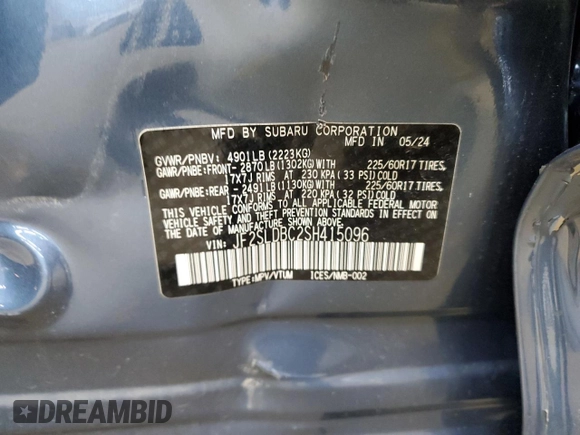 MFD BY SUBARU CORPORATION
MFD IN 05/24
GVWR/PNBV: 4901LB(2223KG)
GAWR/PNBE:FRONT- 2870LB(1302KG)WITH 225/60R17 TIRES,
17X7J RIMS AT 230 KPA(33 PSI)COLD
GAWR/PNBE:REAR - 2491LB(1130KG)WITH 225/60R17 TIRES,
17X7J RIMS AT 220 KPA(32 PSI)COLD
THIS VEHICLE CONFORMS TO ALL APPLICABLE FEDERAL MOTOR
VEHICLE SAFETY AND THEFT PREVENTION STANDARDS IN EFFECT
ON THE DATE OF MANUFACTURE SHOWN ABOVE.
VIN: JF2SLDBC2SH415096
TYPE:MPV/VTUM ICES/NMB-002
DREAMBID